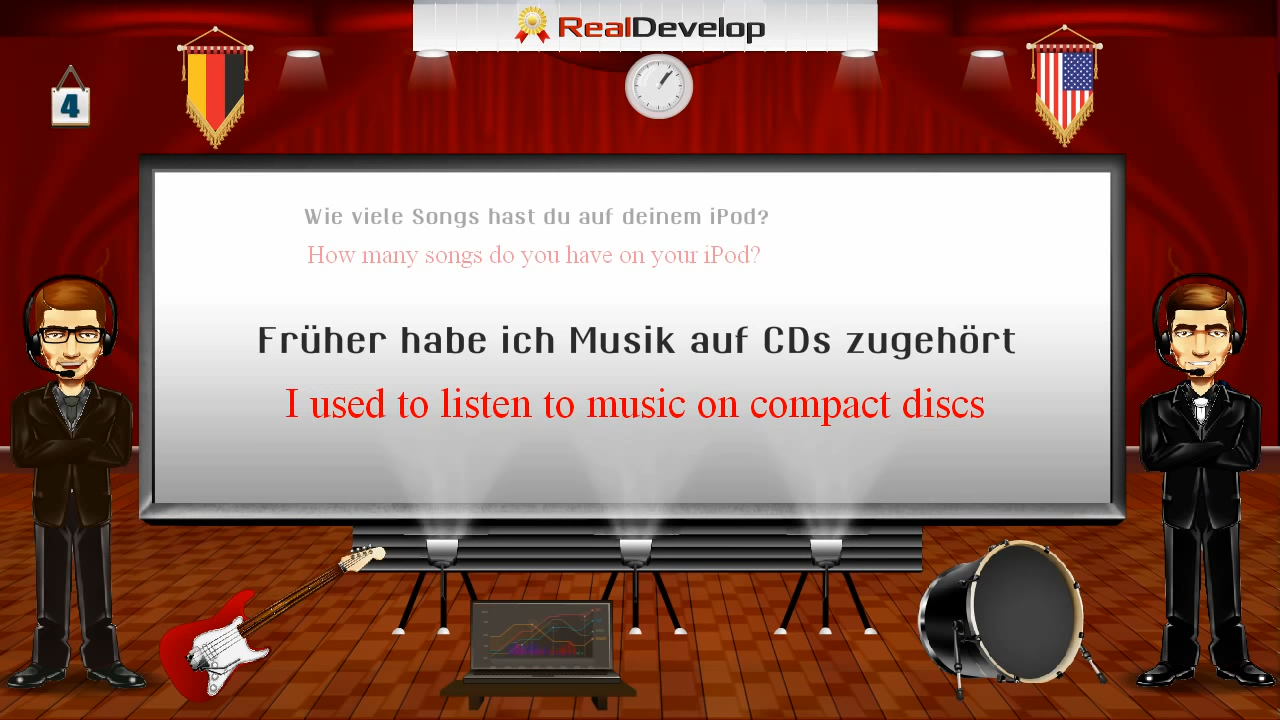 RealDevelop
4
Wie viele Songs hast du auf deinem iPod?
How many songs do you have on your iPod?
Früher habe ich Musik auf CDs zugehört
I used to listen to music on compact discs